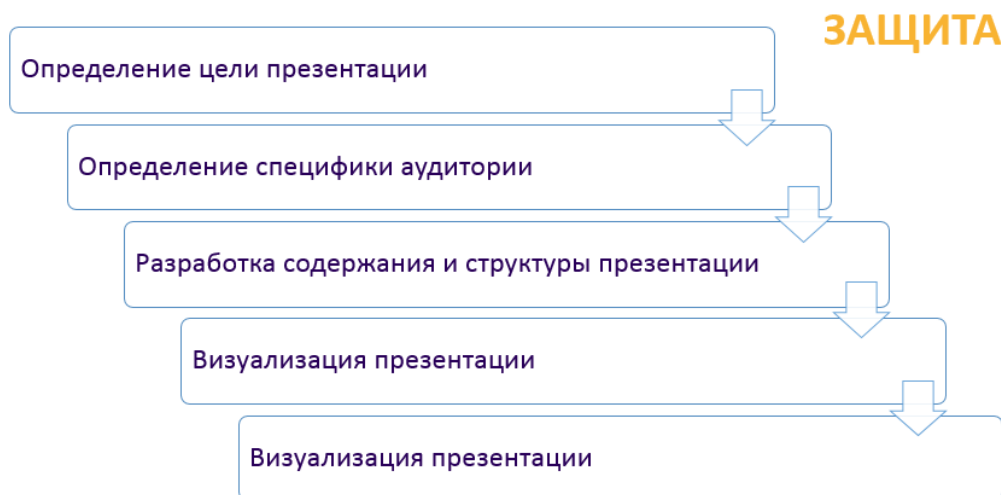 ЗАЩИТА
Определение цели презентации
Определение специфики аудитории
Разработка содержания и структуры презентации
Визуализация презентации
Визуализация презентации